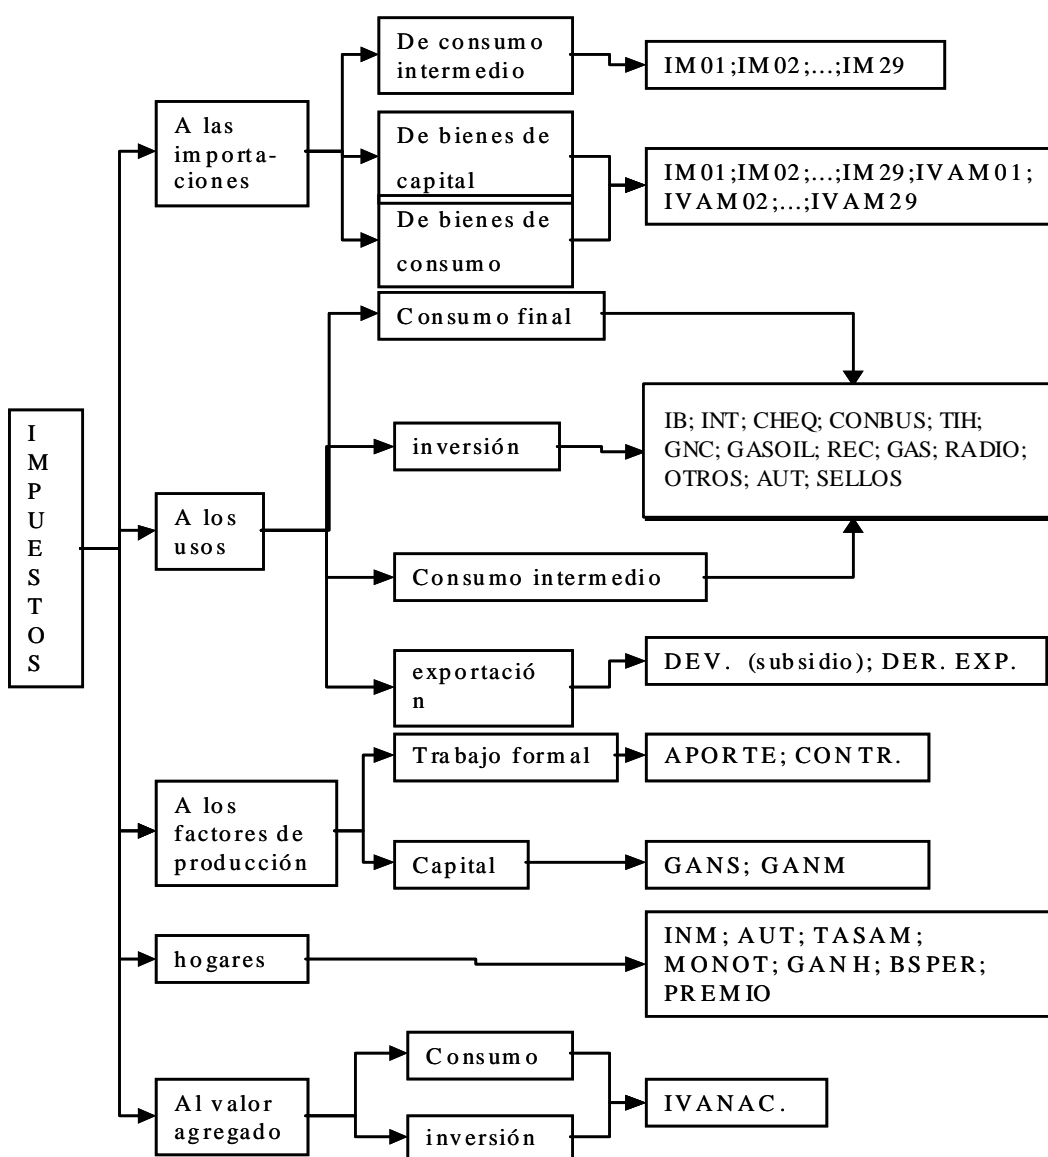 I
M
P
U
E
S
T
O
S
A las
importa-
ciones
De consumo
intermedio
IM01;IM02;...;IM29
De bienes de
capital
De bienes de
consumo
IM01;IM02;...;IM29;IVAM01;
IVAM02;...;IVAM29
A los
usos
Consumo final
inversión
Consumo intermedio
IB; INT; CHEQ; CONBUS; TIH;
GNC; GASOIL; REC; GAS; RADIO;
OTROS; AUT; SELLOS
exportació
n
DEV. (subsidio); DER. EXP.
A los
factores de
producción
Trabajo formal
APORTE; CONTR.
Capital
GANS; GANM
hogares
INM; AUT; TASAM;
MONOT; GANH; BSPER;
PREMIO
Al valor
agregado
Consumo
inversión
IVANAC.